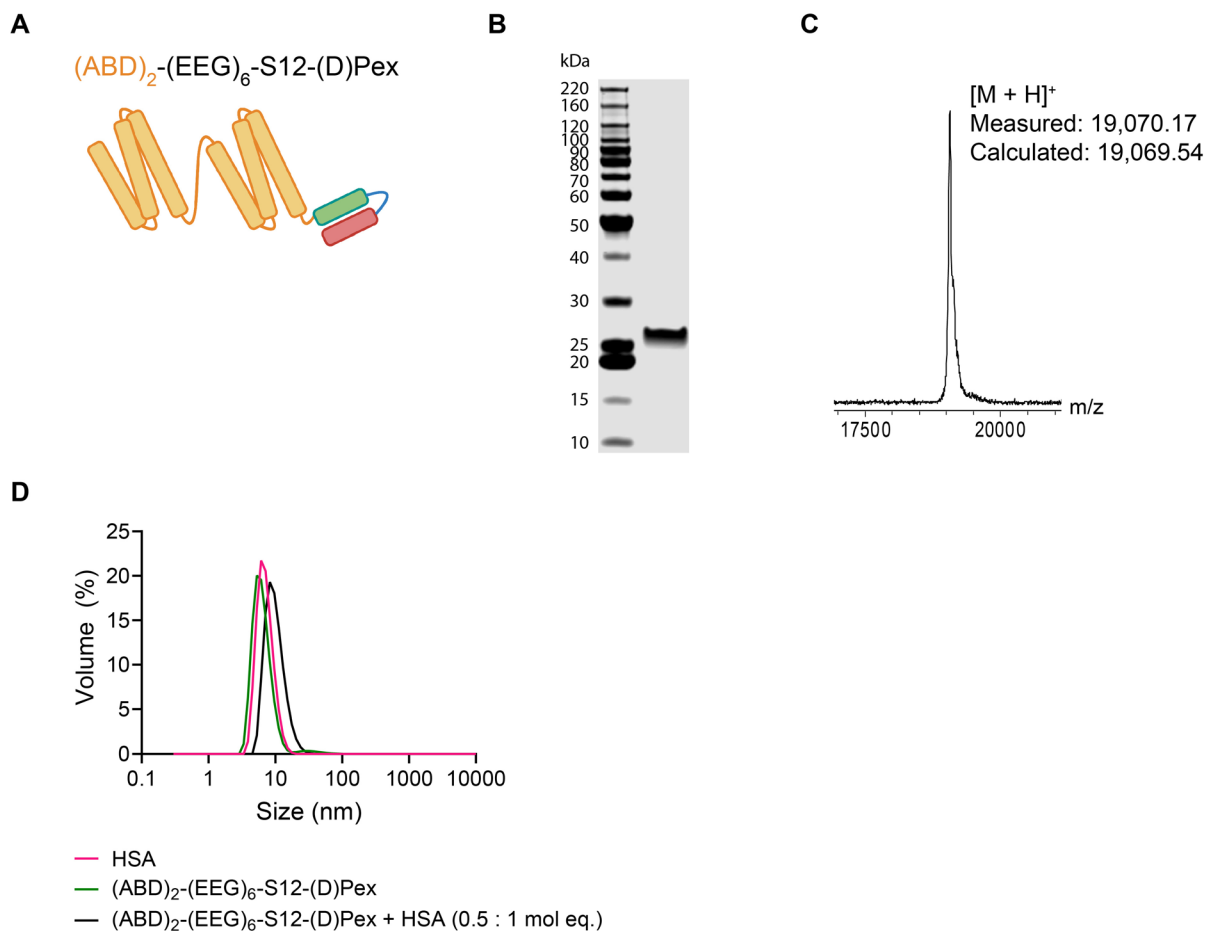 A
(ABD)2-(EEG)6-S12-(D)Pex
B
kDa
220
160
120
100
90
80
70
60
50
40
30
25
20
15
10
C
[M + H]+
Measured: 19,070.17
Calculated: 19,069.54
m/z
17500 20000
D
25
20
15
10
5
0
Volume (%)
0.1 1 10 100 1000 10000
Size (nm)
HSA
(ABD)2-(EEG)6-S12-(D)Pex
(ABD)2-(EEG)6-S12-(D)Pex + HSA (0.5 : 1 mol eq.)